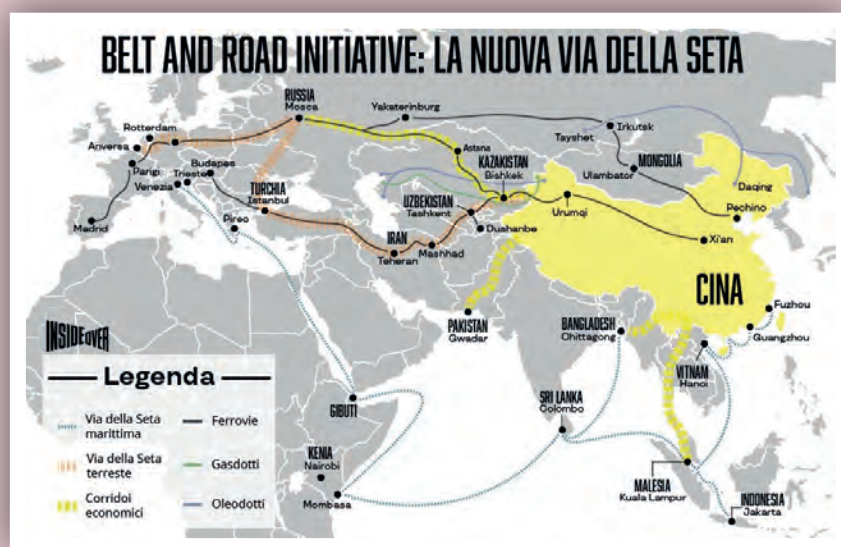 BELT AND ROAD INITIATIVE: LA NUOVA VIA DELLA SETA
RUSSIA
Mosca
Yakaterinburg
Rotterdam
Anversa
Tayshet
Irkutsk
Astana
Parigi
Budapes
KAZAKISTAN
Bishkek
MONGOLIA
Ulambator
Trieste
Venezia
TURCHIA
Istanbul
Daqing
UZBEKISTAN
Tashkent
Urumqi
Pechino
Madrid
Pireo
IRAN
Teheran
Mashhad
Dushanbe
Xi'an
CINA
PAKISTAN
Gwadar
BANGLADESH
Chittagong
Fuzhou
Guangzhou
INSIDEOVER
VITNAM
Hanoi
Legenda
SRI LANKA
Colombo
GIBUTI
Via della Seta
marittima
Ferrovie
Via della Seta
terreste
Gasdotti
KENIA
Nairobi
MALESIA
Kuala Lampur
Corridoi
economici
Oleodotti
Mombasa
INDONESIA
Jakarta